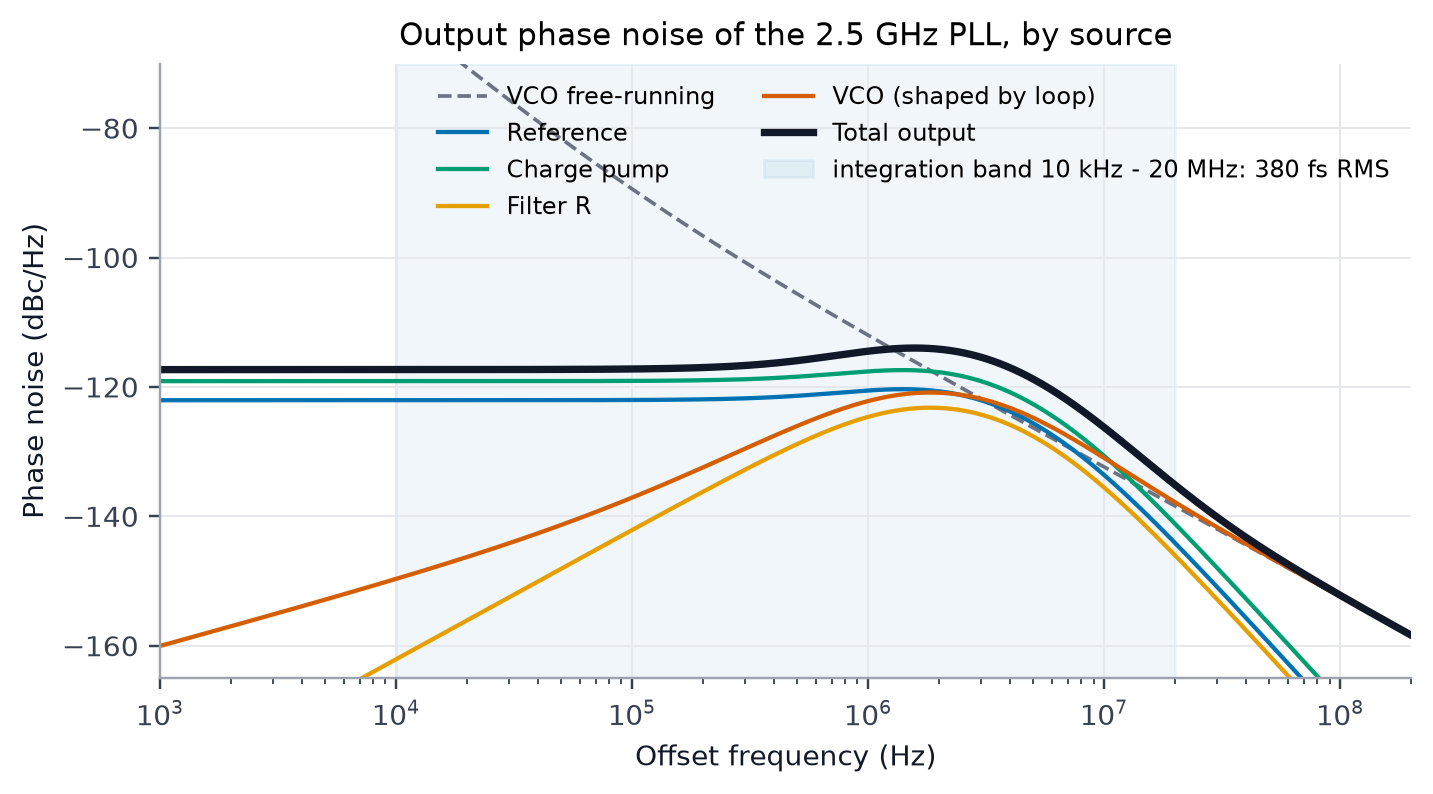 Output phase noise of the 2.5 GHz PLL, by source
VCO free-running
Reference
Charge pump
Filter R
VCO (shaped by loop)
Total output
integration band 10 kHz - 20 MHz: 380 fs RMS
Phase noise (dBc/Hz)
−80
−100
−120
−140
−160
10³ 10⁴ 10⁵ 10⁶ 10⁷ 10⁸
Offset frequency (Hz)